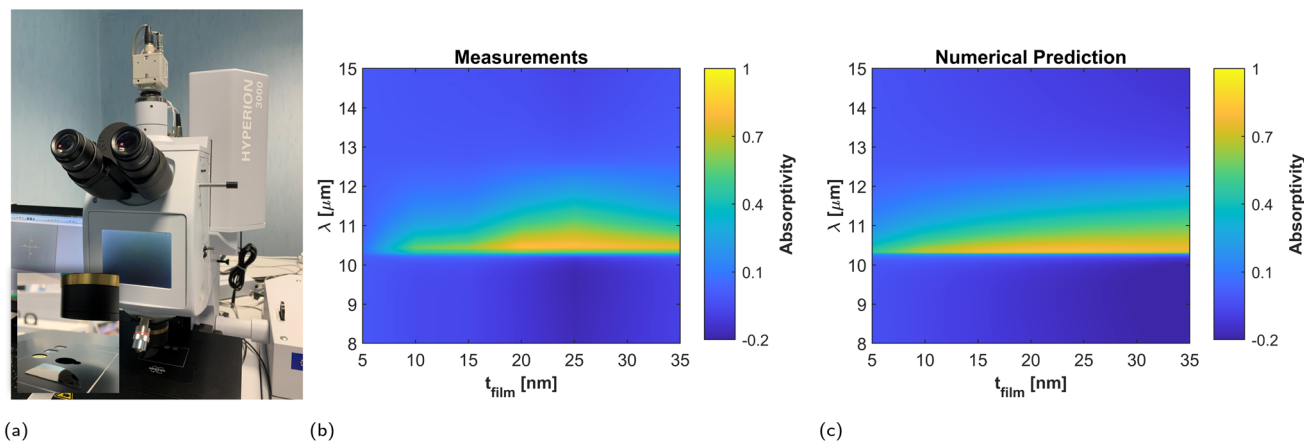 HYPERION
3000
Measurements
15
14
13
12
11
10
9
8
λ [μm]
5 10 15 20 25 30 35
t_film [nm]
1
0.7
0.4
0.1
-0.2
Absorptivity
Numerical Prediction
15
14
13
12
11
10
9
8
λ [μm]
5 10 15 20 25 30 35
t_film [nm]
1
0.7
0.4
0.1
-0.2
Absorptivity
(a)
(b)
(c)